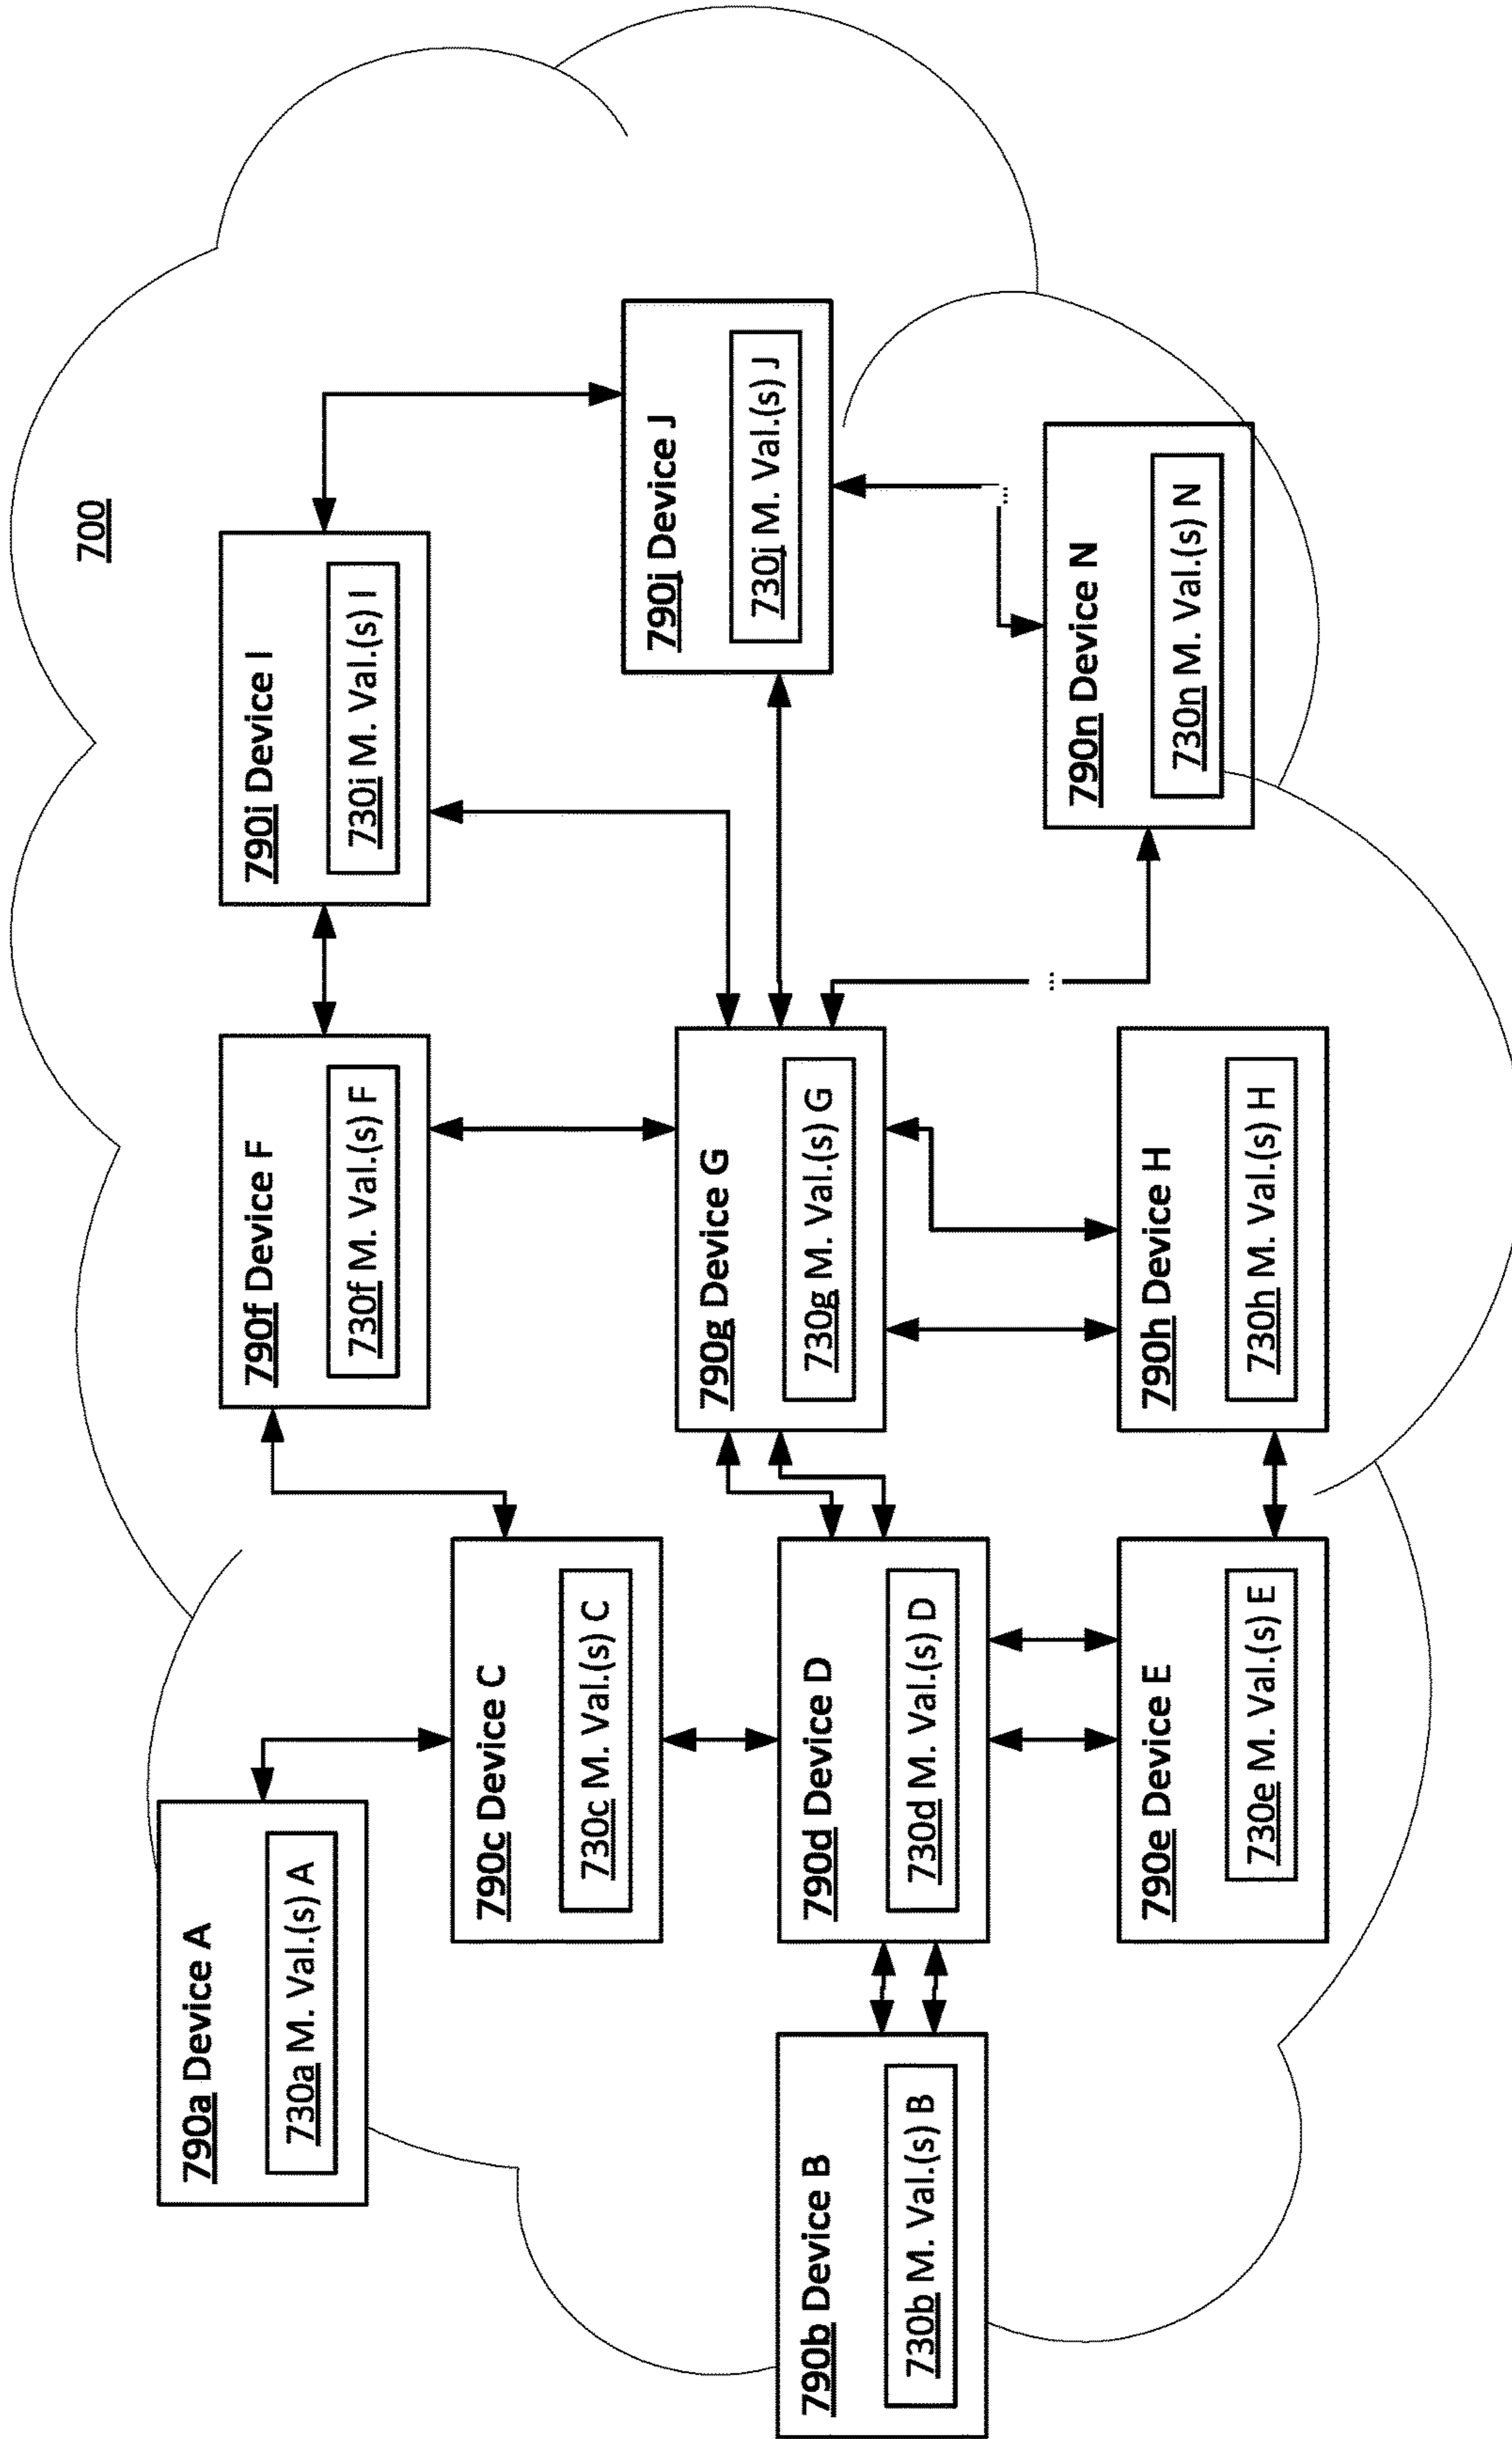 700
790a Device A
730a M. Val.(s) A
790b Device B
730b M. Val.(s) B
790c Device C
730c M. Val.(s) C
790d Device D
730d M. Val.(s) D
790e Device E
730e M. Val.(s) E
790f Device F
730f M. Val.(s) F
790g Device G
730g M. Val.(s) G
790h Device H
730h M. Val.(s) H
790i Device I
730i M. Val.(s) I
790j Device J
730j M. Val.(s) J
...
...
790n Device N
730n M. Val.(s) N